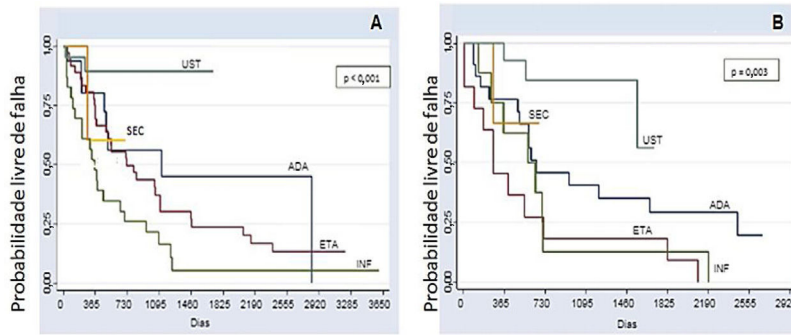 A
Probabilidade livre de falha
1,00
0,75
0,50
0,25
0,00
UST
p < 0,001
SEC
ADA
ETA
INF
0 365 730 1095 1460 1825 2190 2555 2920 3285 3650
Dias
B
Probabilidade livre de falha
1,00
0,75
0,50
0,25
0,00
p = 0,003
SEC
UST
ADA
ETA
INF
0 365 730 1095 1460 1825 2190 2555 292
Dias